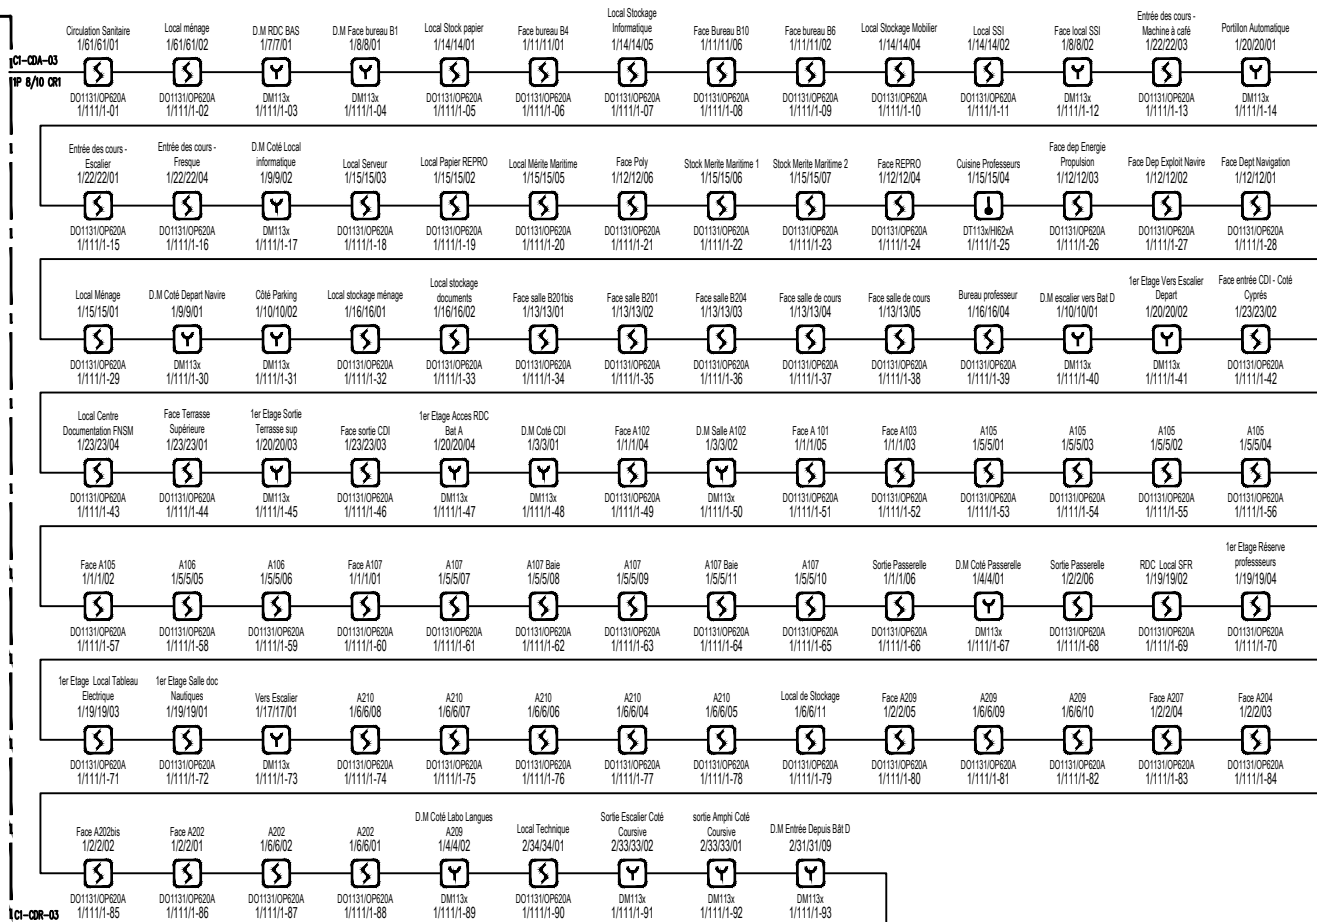 C1-CDA-03
1P 8/10 CR1
Circulation Sanitaire
1/61/61/01
DO1131/OP620A
1/111/1-01
Local ménage
1/61/61/02
DO1131/OP620A
1/111/1-02
D.M RDC BAS
1/7/7/01
DM113x
1/111/1-03
D.M Face bureau B1
1/8/8/01
DM113x
1/111/1-04
Local Stock papier
1/14/14/01
DO1131/OP620A
1/111/1-05
Face bureau B4
1/11/11/01
DO1131/OP620A
1/111/1-06
Local Stockage
Informatique
1/14/14/05
DO1131/OP620A
1/111/1-07
Face Bureau B10
1/11/11/06
DO1131/OP620A
1/111/1-08
Face bureau B6
1/11/11/02
DO1131/OP620A
1/111/1-09
Local Stockage Mobilier
1/14/14/04
DO1131/OP620A
1/111/1-10
Local SSI
1/14/14/02
DO1131/OP620A
1/111/1-11
Face local SSI
1/8/8/02
DM113x
1/111/1-12
Entrée des cours -
Machine à café
1/22/22/03
DO1131/OP620A
1/111/1-13
Portillon Automatique
1/20/20/01
DM113x
1/111/1-14
Entrée des cours -
Escalier
1/22/22/01
DO1131/OP620A
1/111/1-15
Entrée des cours -
Fresque
1/22/22/04
DO1131/OP620A
1/111/1-16
D.M Coté Local
informatique
1/9/9/02
DM113x
1/111/1-17
Local Serveur
1/15/15/03
DO1131/OP620A
1/111/1-18
Local Papier REPRO
1/15/15/02
DO1131/OP620A
1/111/1-19
Local Mérite Maritime
1/15/15/05
DO1131/OP620A
1/111/1-20
Face Poly
1/12/12/06
DO1131/OP620A
1/111/1-21
Stock Merite Maritime 1
1/15/15/06
DO1131/OP620A
1/111/1-22
Stock Merite Maritime 2
1/15/15/07
DO1131/OP620A
1/111/1-23
Face REPRO
1/12/12/04
DO1131/OP620A
1/111/1-24
Cuisine Professeurs
1/15/15/04
DT113x/HI62xA
1/111/1-25
Face dep Energie
Propulsion
1/12/12/03
DO1131/OP620A
1/111/1-26
Face Dep Exploit Navire
1/12/12/02
DO1131/OP620A
1/111/1-27
Face Dept Navigation
1/12/12/01
DO1131/OP620A
1/111/1-28
Local Ménage
1/15/15/01
DO1131/OP620A
1/111/1-29
D.M Coté Depart Navire
1/9/9/01
DM113x
1/111/1-30
Côté Parking
1/10/10/02
DM113x
1/111/1-31
Local stockage ménage
1/16/16/01
DO1131/OP620A
1/111/1-32
Local stockage
documents
1/16/16/02
DO1131/OP620A
1/111/1-33
Face salle B201bis
1/13/13/01
DO1131/OP620A
1/111/1-34
Face salle B201
1/13/13/02
DO1131/OP620A
1/111/1-35
Face salle B204
1/13/13/03
DO1131/OP620A
1/111/1-36
Face salle de cours
1/13/13/04
DO1131/OP620A
1/111/1-37
Face salle de cours
1/13/13/05
DO1131/OP620A
1/111/1-38
Bureau professeur
1/16/16/04
DO1131/OP620A
1/111/1-39
D.M escalier vers Bat D
1/10/10/01
DM113x
1/111/1-40
1er Etage Vers Escalier
Depart
1/20/20/02
DM113x
1/111/1-41
Face entrée CDI - Coté
Cyprés
1/23/23/02
DO1131/OP620A
1/111/1-42
Local Centre
Documentation FNSM
1/23/23/04
DO1131/OP620A
1/111/1-43
Face Terrasse
Supérieure
1/23/23/01
DO1131/OP620A
1/111/1-44
1er Etage Sortie
Terrasse sup
1/20/20/03
DM113x
1/111/1-45
Face sortie CDI
1/23/23/03
DO1131/OP620A
1/111/1-46
1er Etage Acces RDC
Bat A
1/20/20/04
DM113x
1/111/1-47
D.M Coté CDI
1/3/3/01
DM113x
1/111/1-48
Face A102
1/1/1/04
DO1131/OP620A
1/111/1-49
D.M Salle A102
1/3/3/02
DM113x
1/111/1-50
Face A 101
1/1/1/05
DO1131/OP620A
1/111/1-51
Face A103
1/1/1/03
DO1131/OP620A
1/111/1-52
A105
1/5/5/01
DO1131/OP620A
1/111/1-53
A105
1/5/5/03
DO1131/OP620A
1/111/1-54
A105
1/5/5/02
DO1131/OP620A
1/111/1-55
A105
1/5/5/04
DO1131/OP620A
1/111/1-56
Face A105
1/1/1/02
DO1131/OP620A
1/111/1-57
A106
1/5/5/05
DO1131/OP620A
1/111/1-58
A106
1/5/5/06
DO1131/OP620A
1/111/1-59
Face A107
1/1/1/01
DO1131/OP620A
1/111/1-60
A107
1/5/5/07
DO1131/OP620A
1/111/1-61
A107 Baie
1/5/5/08
DO1131/OP620A
1/111/1-62
A107
1/5/5/09
DO1131/OP620A
1/111/1-63
A107 Baie
1/5/5/11
DO1131/OP620A
1/111/1-64
A107
1/5/5/10
DO1131/OP620A
1/111/1-65
Sortie Passerelle
1/1/1/06
DO1131/OP620A
1/111/1-66
D.M Coté Passerelle
1/4/4/01
DM113x
1/111/1-67
Sortie Passerelle
1/2/2/06
DO1131/OP620A
1/111/1-68
RDC Local SFR
1/19/19/02
DO1131/OP620A
1/111/1-69
1er Etage Réserve
professseurs
1/19/19/04
DO1131/OP620A
1/111/1-70
1er Etage Local Tableau
Electrique
1/19/19/03
DO1131/OP620A
1/111/1-71
1er Etage Salle doc
Nautiques
1/19/19/01
DO1131/OP620A
1/111/1-72
Vers Escalier
1/17/17/01
DM113x
1/111/1-73
A210
1/6/6/08
DO1131/OP620A
1/111/1-74
A210
1/6/6/07
DO1131/OP620A
1/111/1-75
A210
1/6/6/06
DO1131/OP620A
1/111/1-76
A210
1/6/6/04
DO1131/OP620A
1/111/1-77
A210
1/6/6/05
DO1131/OP620A
1/111/1-78
Local de Stockage
1/6/6/11
DO1131/OP620A
1/111/1-79
Face A209
1/2/2/05
DO1131/OP620A
1/111/1-80
A209
1/6/6/09
DO1131/OP620A
1/111/1-81
A209
1/6/6/10
DO1131/OP620A
1/111/1-82
Face A207
1/2/2/04
DO1131/OP620A
1/111/1-83
Face A204
1/2/2/03
DO1131/OP620A
1/111/1-84
Face A202bis
1/2/2/02
DO1131/OP620A
1/111/1-85
Face A202
1/2/2/01
DO1131/OP620A
1/111/1-86
A202
1/6/6/02
DO1131/OP620A
1/111/1-87
A202
1/6/6/01
DO1131/OP620A
1/111/1-88
D.M Coté Labo Langues
A209
1/4/4/02
DM113x
1/111/1-89
Local Technique
2/34/34/01
DO1131/OP620A
1/111/1-90
Sortie Escalier Coté
Coursive
2/33/33/02
DM113x
1/111/1-91
sortie Amphi Coté
Coursive
2/33/33/01
DM113x
1/111/1-92
D.M Entrée Depuis Bât D
2/31/31/09
DM113x
1/111/1-93
C1-CDR-03